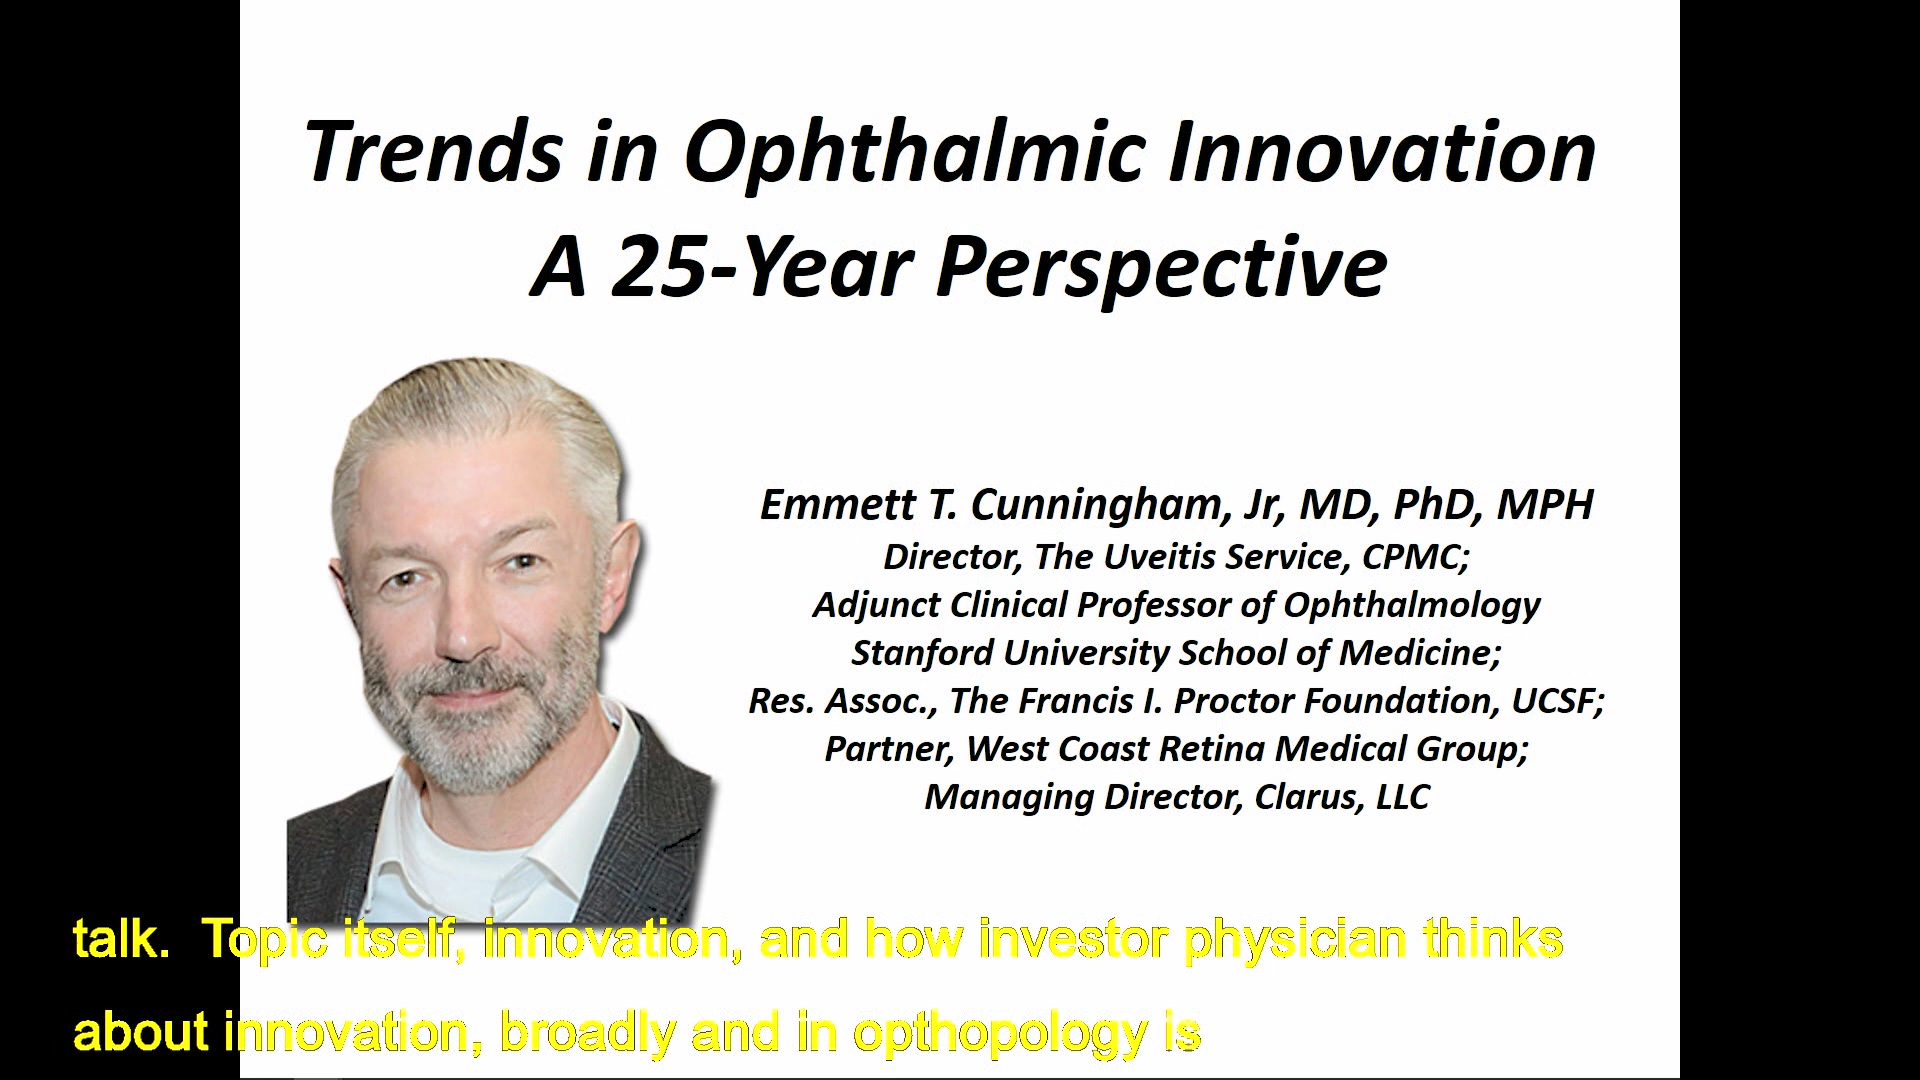 Trends in Ophthalmic Innovation
A 25-Year Perspective
Emmett T. Cunningham, Jr, MD, PhD, MPH
Director, The Uveitis Service, CPMC;
Adjunct Clinical Professor of Ophthalmology
Stanford University School of Medicine;
Res. Assoc., The Francis I. Proctor Foundation, UCSF;
Partner, West Coast Retina Medical Group;
Managing Director, Clarus, LLC
talk.  Topic itself, innovation, and how investor physician thinks
about innovation, broadly and in opthopology is